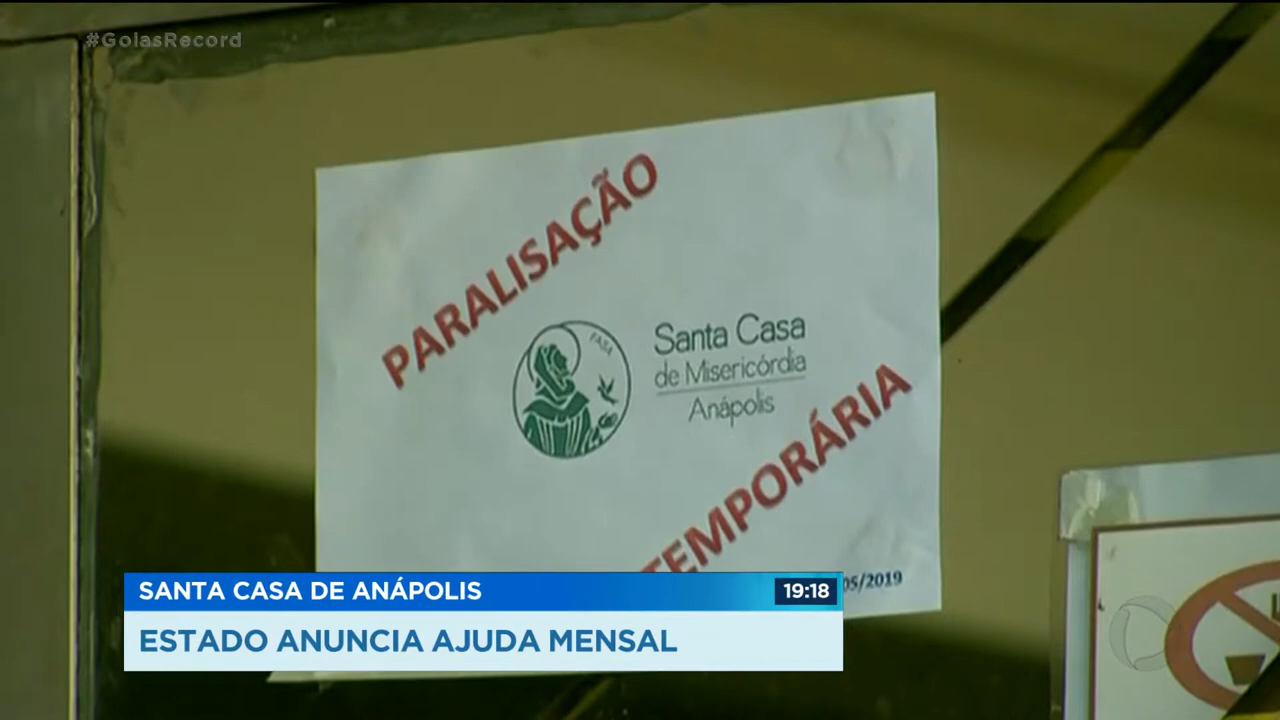 #GoiasRecord
PARALISAÇÃO
FASA
Santa Casa
de Misericórdia
Anápolis
TEMPORÁRIA
05/2019
SANTA CASA DE ANÁPOLIS
19:18
ESTADO ANUNCIA AJUDA MENSAL